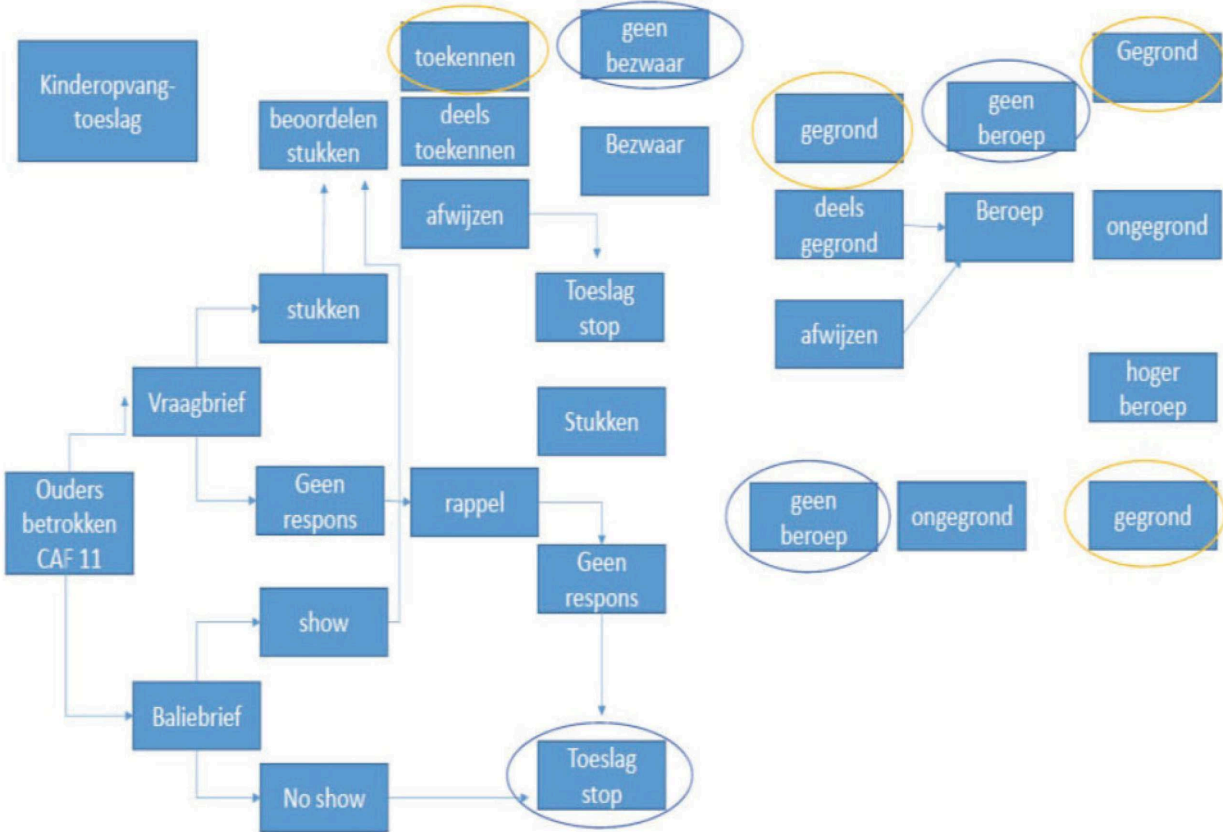 Kinderopvang-
toeslag
toekennen
geen
bezwaar
Gegrond
beoordelen
stukken
deels
toekennen
Bezwaar
gegrond
geen
beroep
afwijzen
deels
gegrond
Beroep
ongegrond
Toeslag
stop
stukken
afwijzen
hoger
beroep
Vraagbrief
Stukken
Ouders
betrokken
CAF 11
Geen
respons
rappel
geen
beroep
ongegrond
gegrond
Geen
respons
show
Baliebrief
Toeslag
stop
No show